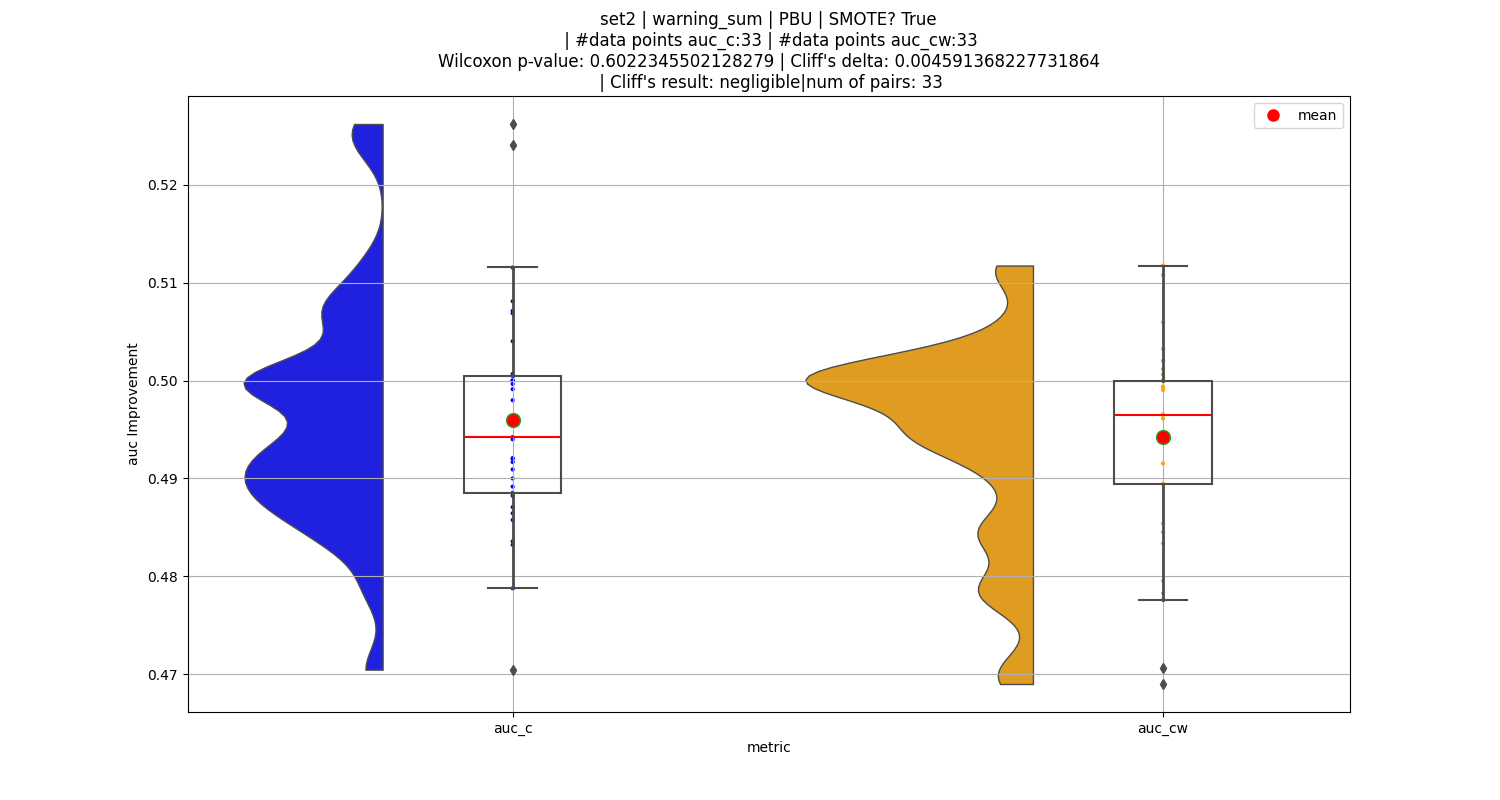 set2 | warning_sum | PBU | SMOTE? True
| #data points auc_c:33 | #data points auc_cw:33
Wilcoxon p-value: 0.6022345502128279 | Cliff's delta: 0.004591368227731864
| Cliff's result: negligible|num of pairs: 33
mean
0.52
0.51
0.50
0.49
0.48
0.47
auc Improvement
auc_c
auc_cw
metric